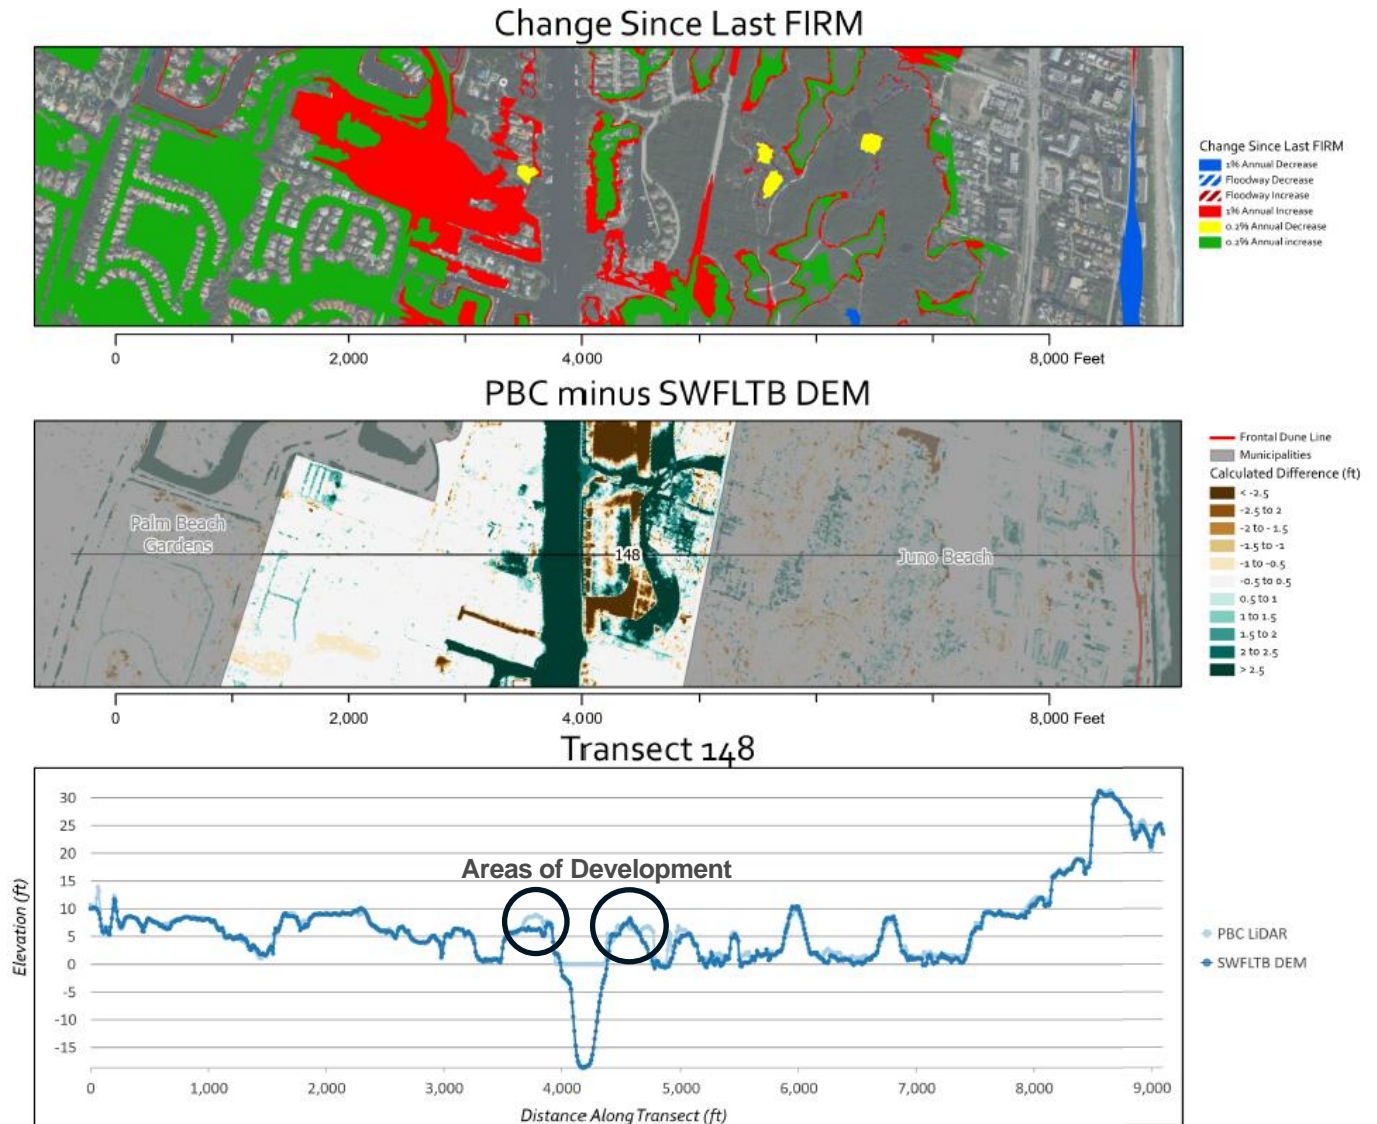 Change Since Last FIRM
Change Since Last FIRM
1% Annual Decrease
Floodway Decrease
Floodway Increase
1% Annual Increase
0.2% Annual Decrease
0.2% Annual increase
0 2,000 4,000 8,000 Feet
PBC minus SWFLTB DEM
Frontal Dune Line
Municipalities
Calculated Difference (ft)
< -2.5
-2.5 to 2
-2 to - 1.5
-1.5 to -1
-1 to -0.5
-0.5 to 0.5
0.5 to 1
1 to 1.5
1.5 to 2
2 to 2.5
> 2.5
Palm Beach
Gardens
148
Juno Beach
0 2,000 4,000 8,000 Feet
Transect 148
Elevation (ft)
30
25
20
15
10
5
0
-5
-10
-15
Areas of Development
PBC LiDAR
SWFLTB DEM
0 1,000 2,000 3,000 4,000 5,000 6,000 7,000 8,000 9,000
Distance Along Transect (ft)